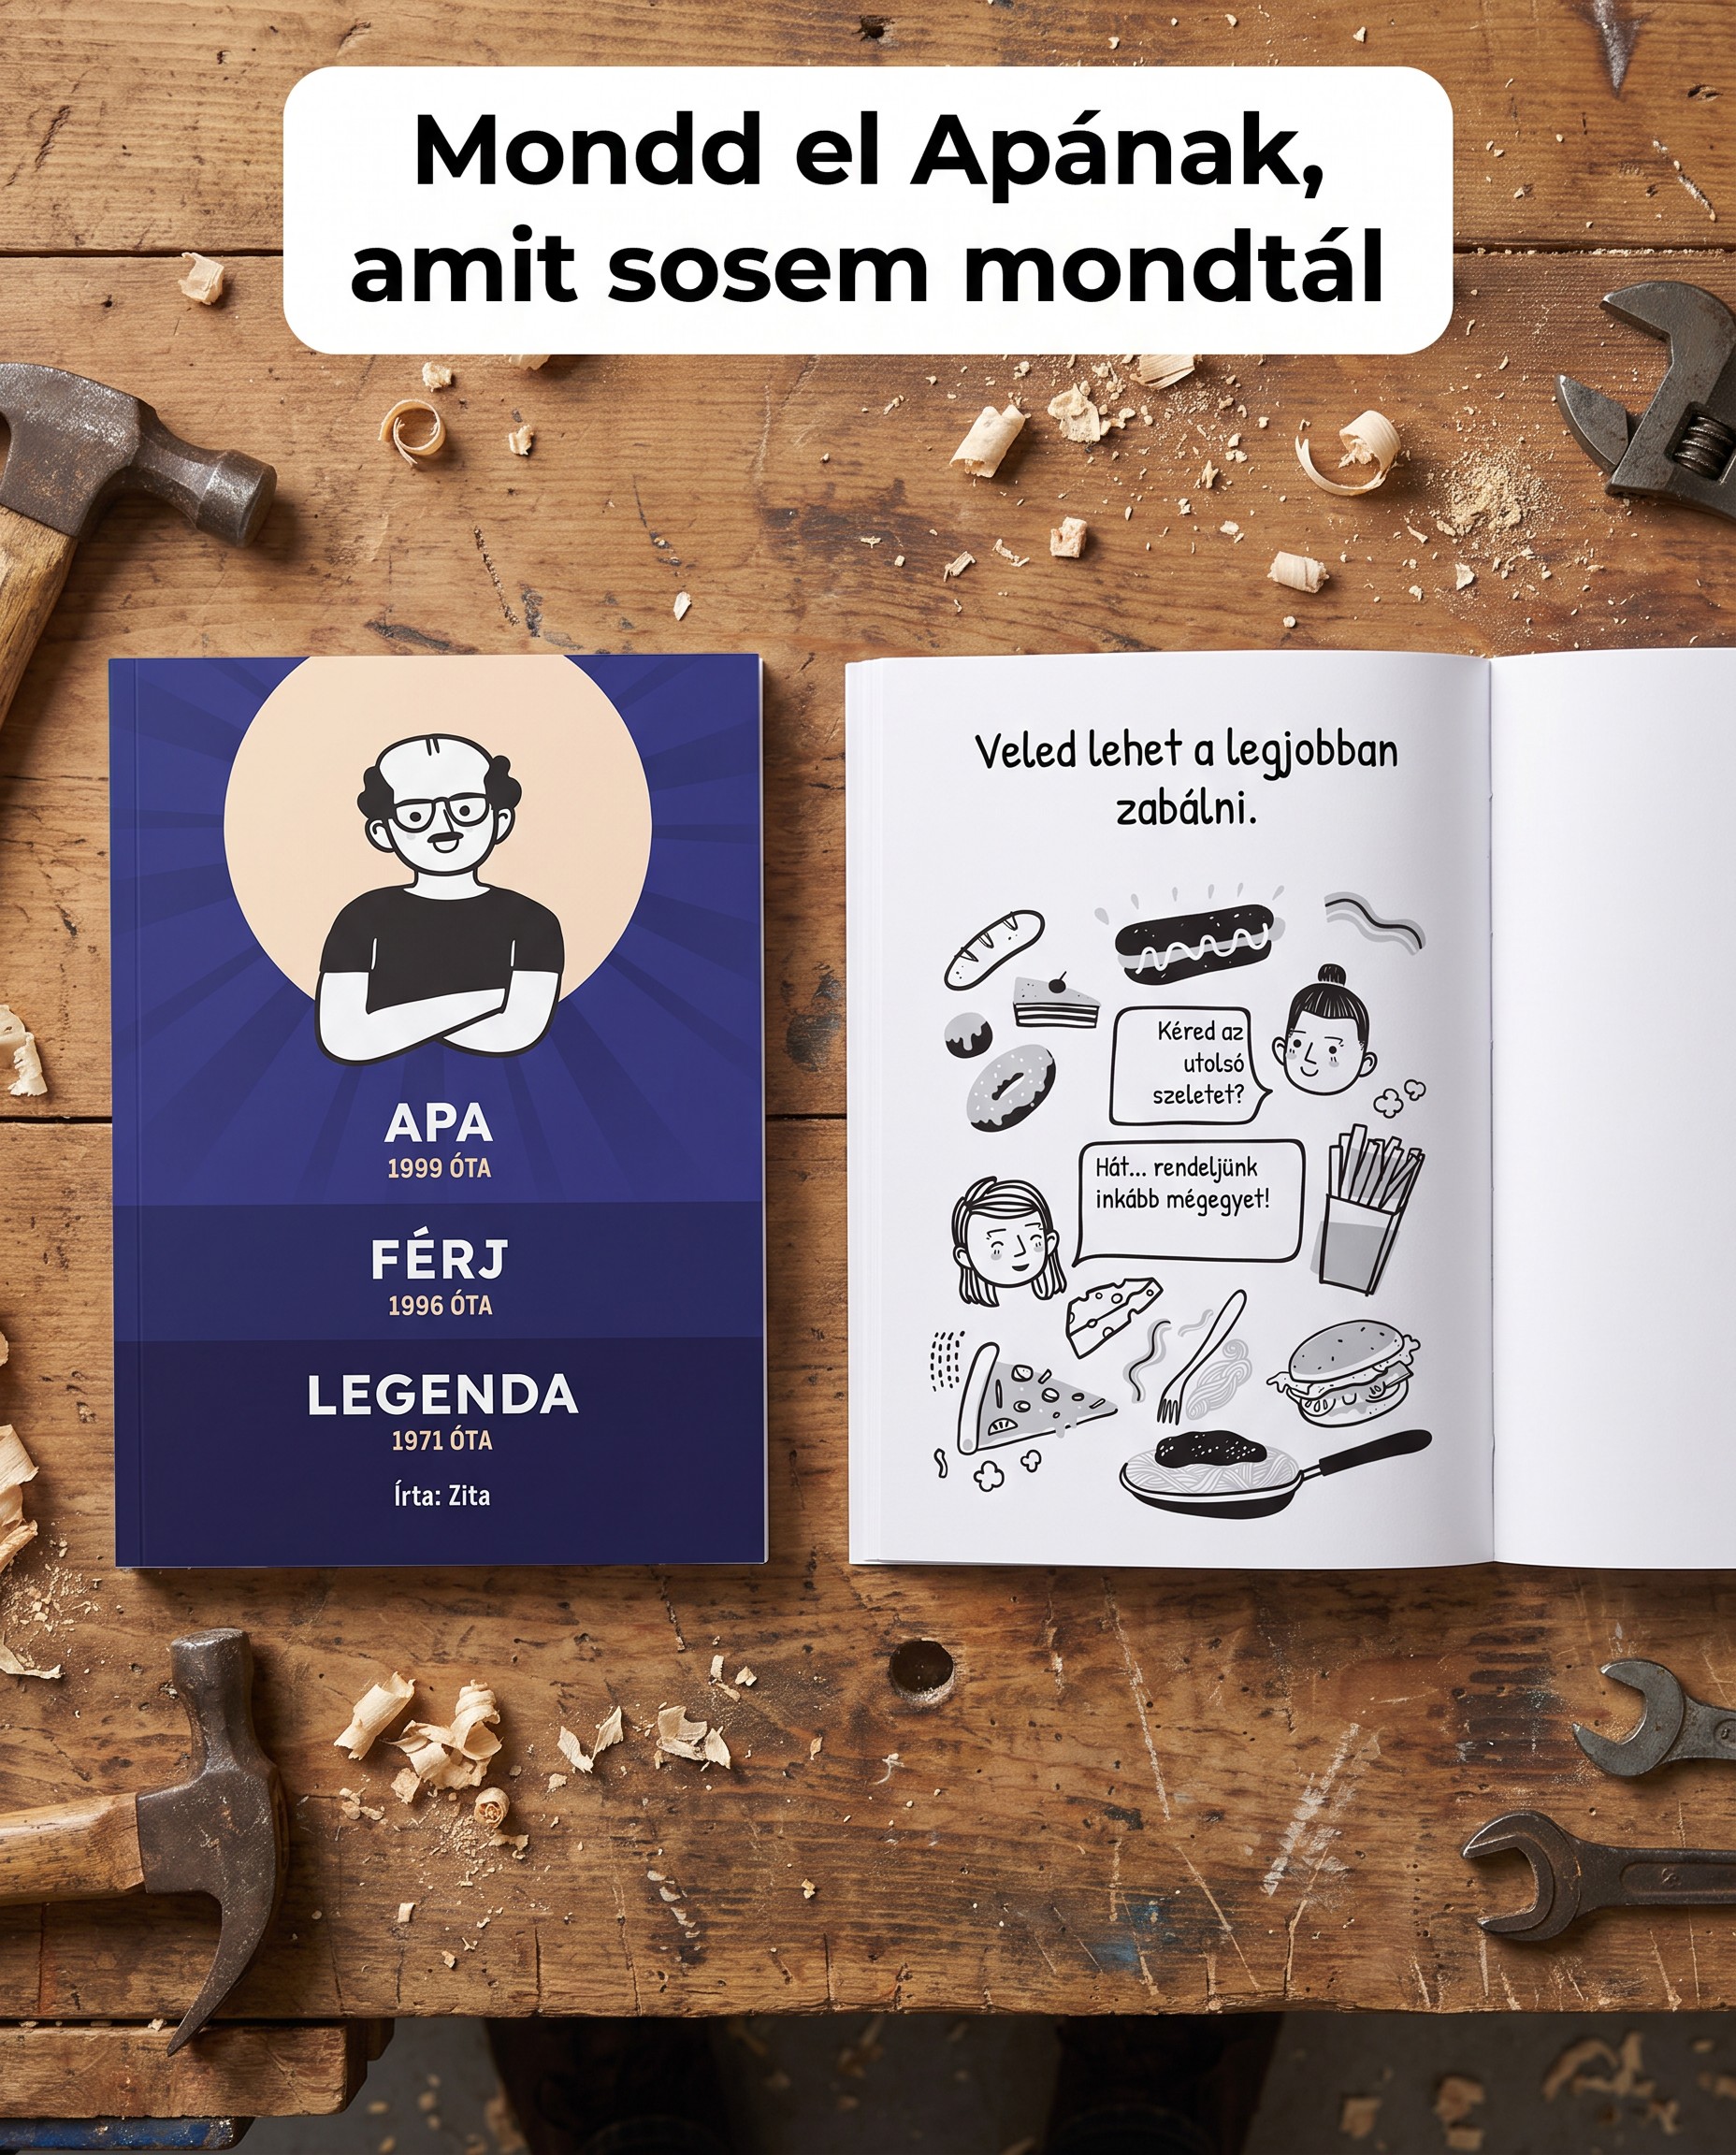 Mondd el Apának,
amit sosem mondtál
APA
1999 ÓTA
FÉRJ
1996 ÓTA
LEGENDA
1971 ÓTA
Írta: Zita
Veled lehet a legjobban
zabálni.
Kéred az
utolsó
szeletet?
Hát... rendeljünk
inkább mégegyet!